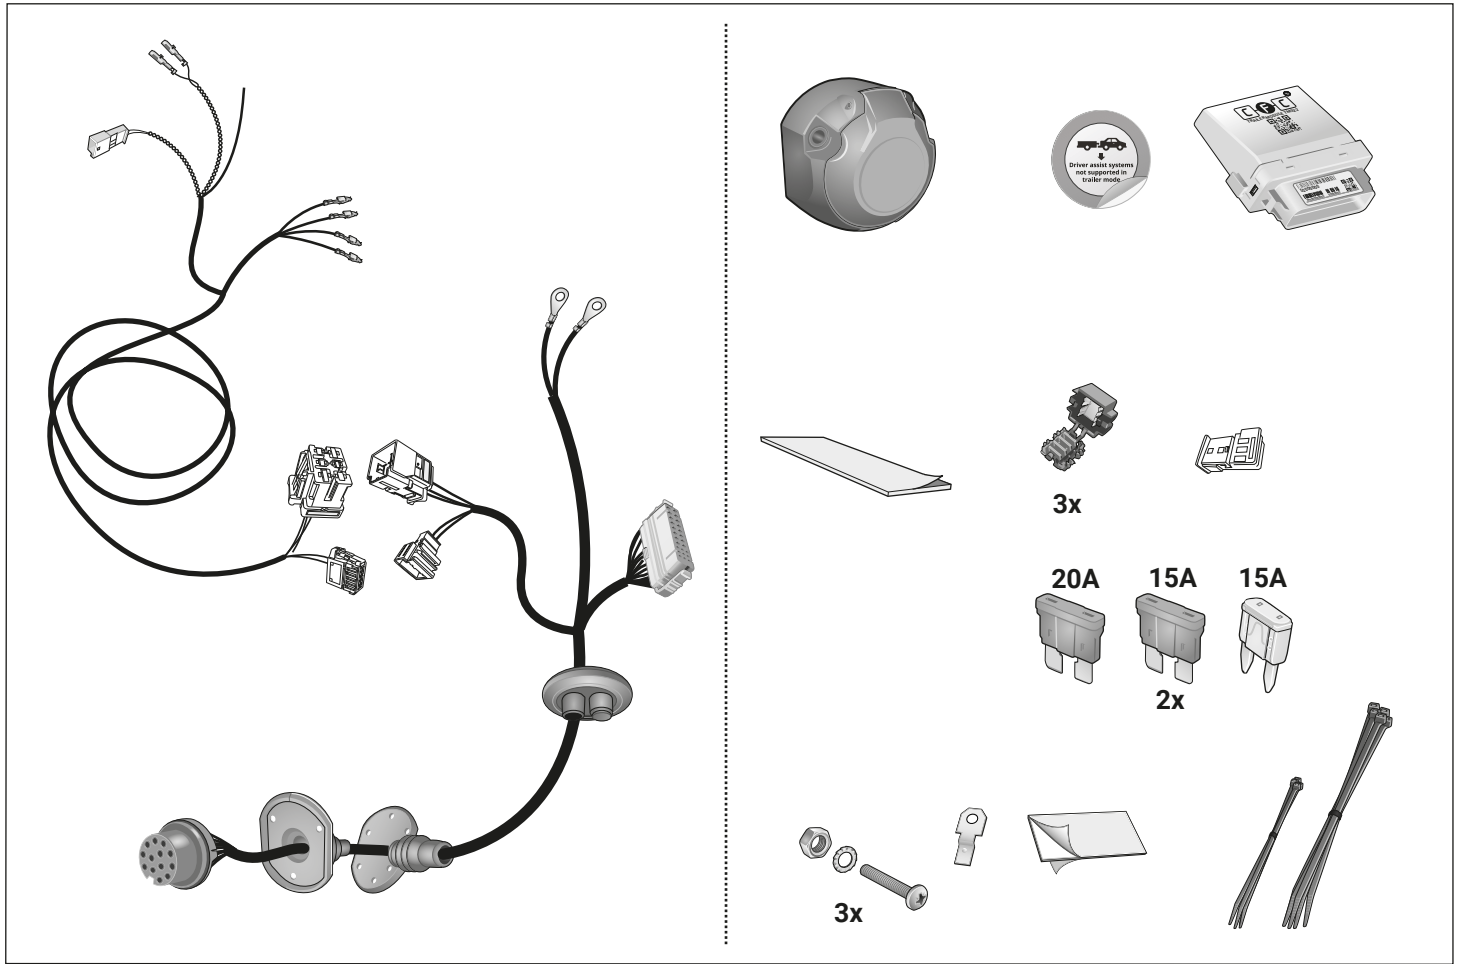 C F C
Driver assist systems
not supported in
trailer mode
3x
20A
15A
15A
2x
3x